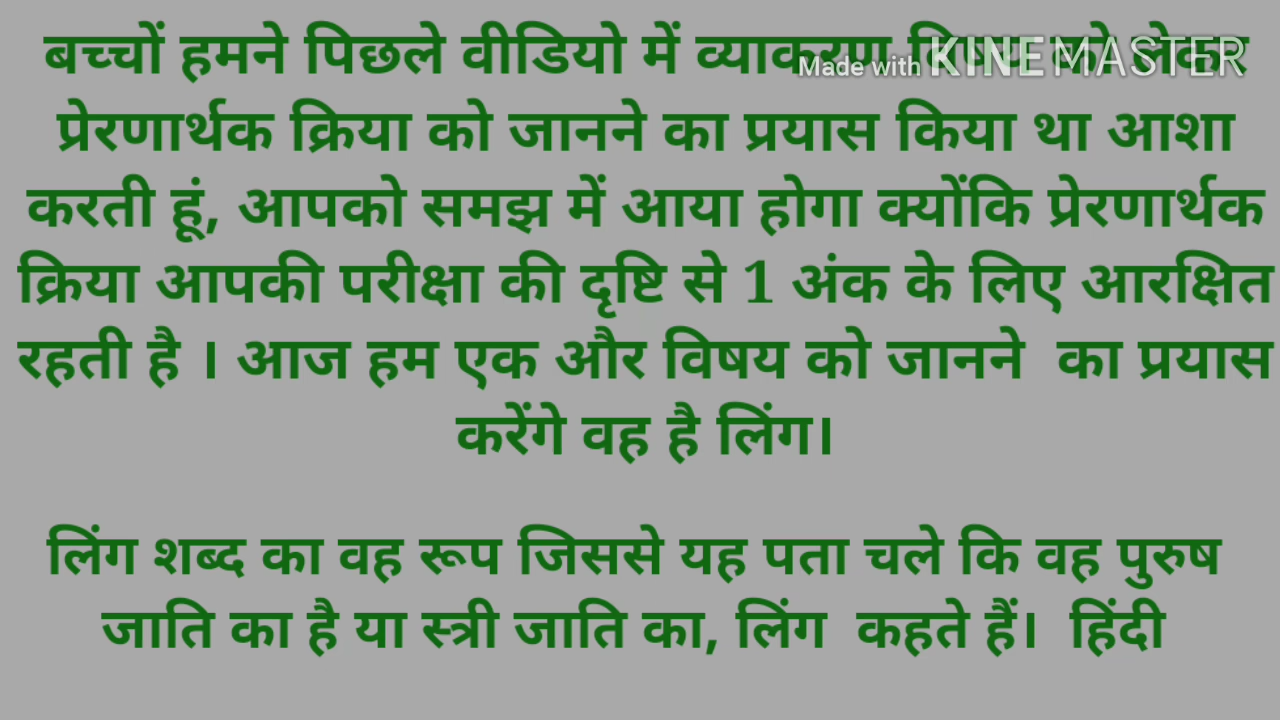 बच्चों हमने पिछले वीडियो में व्याकरण विषय को लेकर
Made with KINEMASTER
प्रेरणार्थक क्रिया को जानने का प्रयास किया था आशा
करती हूं, आपको समझ में आया होगा क्योंकि प्रेरणार्थक
क्रिया आपकी परीक्षा की दृष्टि से 1 अंक के लिए आरक्षित
रहती है । आज हम एक और विषय को जानने का प्रयास
करेंगे वह है लिंग।
लिंग शब्द का वह रूप जिससे यह पता चले कि वह पुरुष
जाति का है या स्त्री जाति का, लिंग कहते हैं। हिंदी